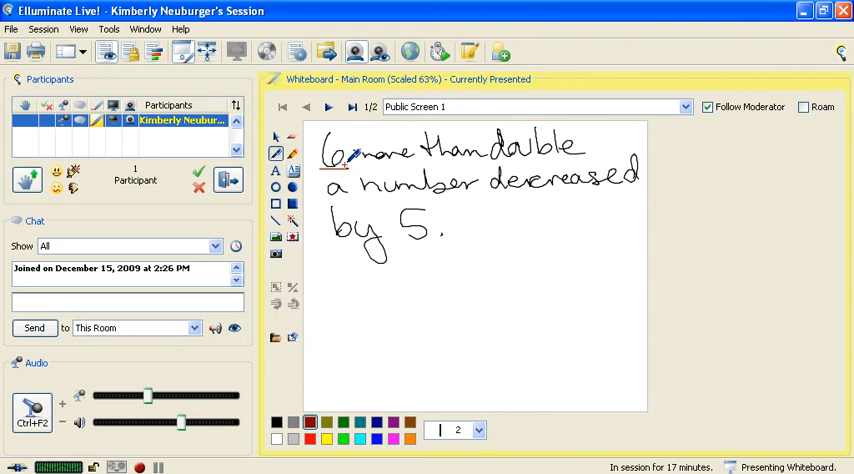 Elluminate Live! - Kimberly Neuburger's Session
File Session View Tools Window Help
Participants
Participants
Kimberly Neubur...
1
Participant
Chat
Show All
Joined on December 15, 2009 at 2:26 PM
Send to This Room
Audio
Ctrl+F2
Whiteboard - Main Room (Scaled 63%) - Currently Presented
1/2 Public Screen 1 Follow Moderator Roam
6 more than double
a number decreased
by 5.
2
In session for 17 minutes. Presenting Whiteboard.